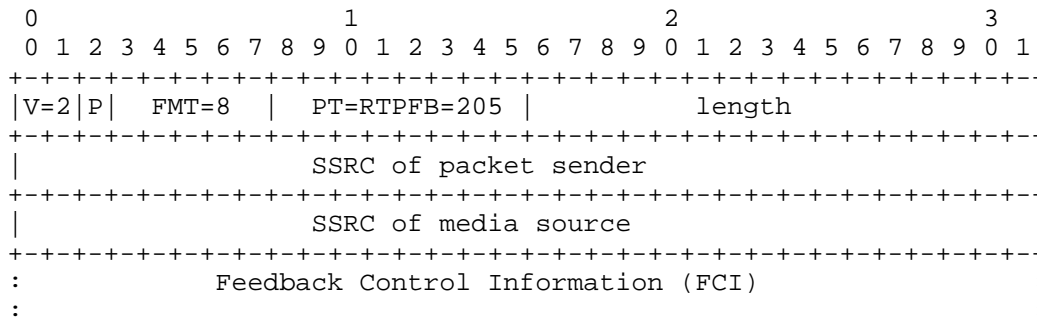 0                   1                   2                   3
 0 1 2 3 4 5 6 7 8 9 0 1 2 3 4 5 6 7 8 9 0 1 2 3 4 5 6 7 8 9 0 1
+-+-+-+-+-+-+-+-+-+-+-+-+-+-+-+-+-+-+-+-+-+-+-+-+-+-+-+-+-+-+-+-
|V=2|P|  FMT=8  |  PT=RTPFB=205 |          length
+-+-+-+-+-+-+-+-+-+-+-+-+-+-+-+-+-+-+-+-+-+-+-+-+-+-+-+-+-+-+-+-
|                  SSRC of packet sender
+-+-+-+-+-+-+-+-+-+-+-+-+-+-+-+-+-+-+-+-+-+-+-+-+-+-+-+-+-+-+-+-
|                  SSRC of media source
+-+-+-+-+-+-+-+-+-+-+-+-+-+-+-+-+-+-+-+-+-+-+-+-+-+-+-+-+-+-+-+-
:            Feedback Control Information (FCI)
: